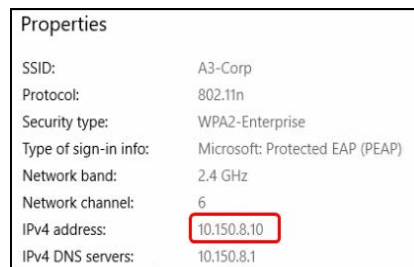 Properties
SSID: A3-Corp
Protocol: 802.11n
Security type: WPA2-Enterprise
Type of sign-in info: Microsoft: Protected EAP (PEAP)
Network band: 2.4 GHz
Network channel: 6
IPv4 address: 10.150.8.10
IPv4 DNS servers: 10.150.8.1